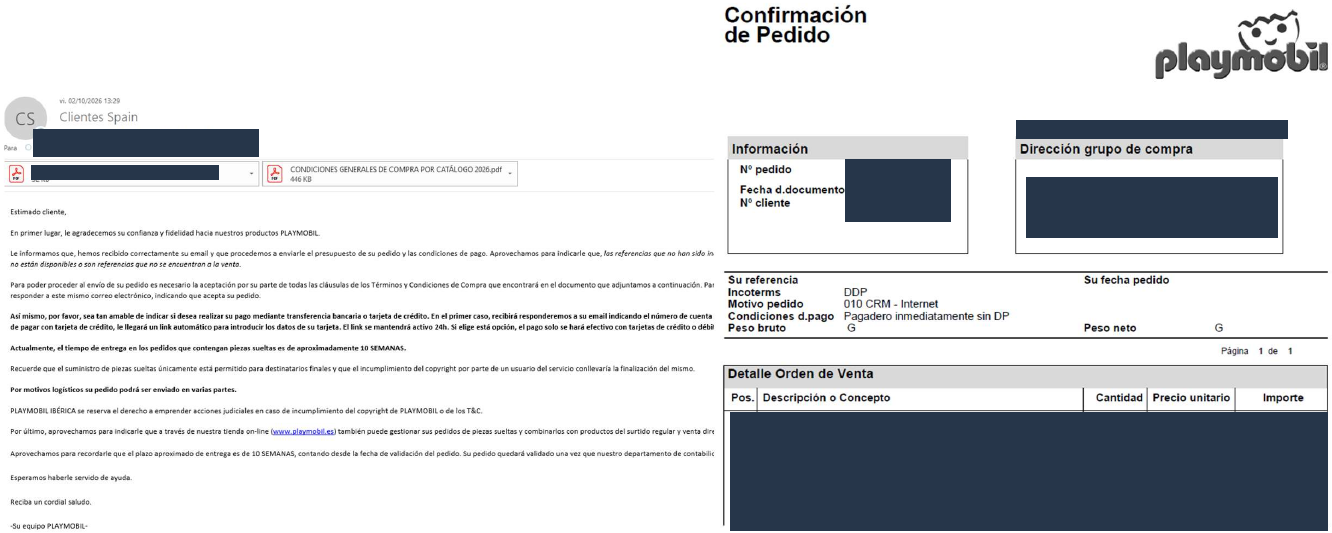 vi. 02/10/2026 13:29
CS
Clientes Spain
Para
CONDICIONES GENERALES DE COMPRA POR CATÁLOGO 2026.pdf
446 KB
Estimado cliente,
En primer lugar, le agradecemos su confianza y fidelidad hacia nuestros productos PLAYMOBIL.
Le informamos que, hemos recibido correctamente su email y que procedemos a enviarle el presupuesto de su pedido y las condiciones de pago. Aprovechamos para indicarle que, las referencias que no han sido
no están disponibles o son referencias que no se encuentran a la venta.
Para poder proceder al envío de su pedido es necesario la aceptación por su parte de todas las cláusulas de los Términos y Condiciones de Compra que encontrará en el documento que adjuntamos a continuación.
responder a este mismo correo electrónico, indicando que acepta su pedido.
Así mismo, por favor, sea tan amable de indicar si desea realizar su pago mediante transferencia bancaria o tarjeta de crédito. En el primer caso, recibirá responderemos a su email indicando el número de cuenta
de pagar con tarjeta de crédito, le llegará un link automático para introducir los datos de su tarjeta. El link se mantendrá activo 24h. Si elige está opción, el pago solo se hará efectivo con tarjetas de crédito o
Actualmente, el tiempo de entrega en los pedidos que contengan piezas sueltas es de aproximadamente 10 SEMANAS.
Recuerde que el suministro de piezas sueltas únicamente está permitido para destinatarios finales y que el incumplimiento del copyright por parte de un usuario del servicio conllevaría la finalización del mismo.
Por motivos logísticos su pedido podrá ser enviado en varias partes.
PLAYMOBIL IBÉRICA se reserva el derecho a emprender acciones judiciales en caso de incumplimiento del copyright de PLAYMOBIL o de los T&C.
Por último, aprovechamos para indicarle que a través de nuestra tienda on-line (www.playmobil.es) también puede gestionar sus pedidos de piezas sueltas y combinarlos con productos del surtido regular y venta
Aprovechamos para recordarle que el plazo aproximado de entrega es de 10 SEMANAS, contando desde la fecha de validación del pedido. Su pedido quedará validado una vez que nuestro departamento de
Esperamos haberle servido de ayuda.
Reciba un cordial saludo.
-Su equipo PLAYMOBIL-
Confirmación
de Pedido
playmobil
Información
Nº pedido
Fecha d.documento
Nº cliente
Dirección grupo de compra
Su referencia Su fecha pedido
Incoterms DDP
Motivo pedido 010 CRM - Internet
Condiciones d.pago Pagadero inmediatamente sin DP
Peso bruto G Peso neto G
Página 1 de 1
Detalle Orden de Venta
Pos. Descripción o Concepto Cantidad Precio unitario Importe